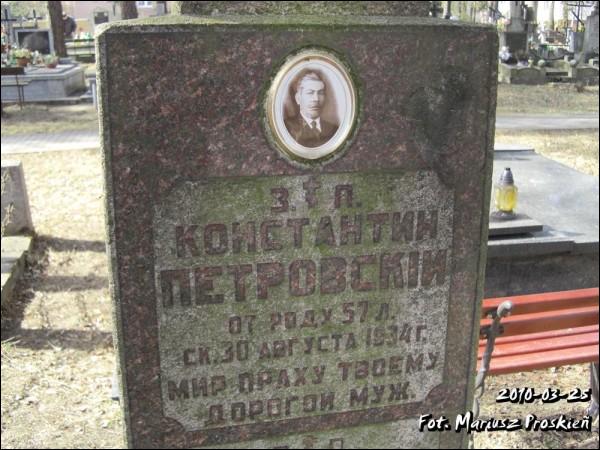 З. † П.
КОНСТАНТИН
ПЕТРОВСКІЙ
ОТ РОДУ 57 Л.
СК. 30 АВГУСТА 1934 Г.
МИР ПРАХУ ТВОЕМУ
ДОРОГОЙ МУЖ.
2010-03-25
Fot. Mariusz Proskień